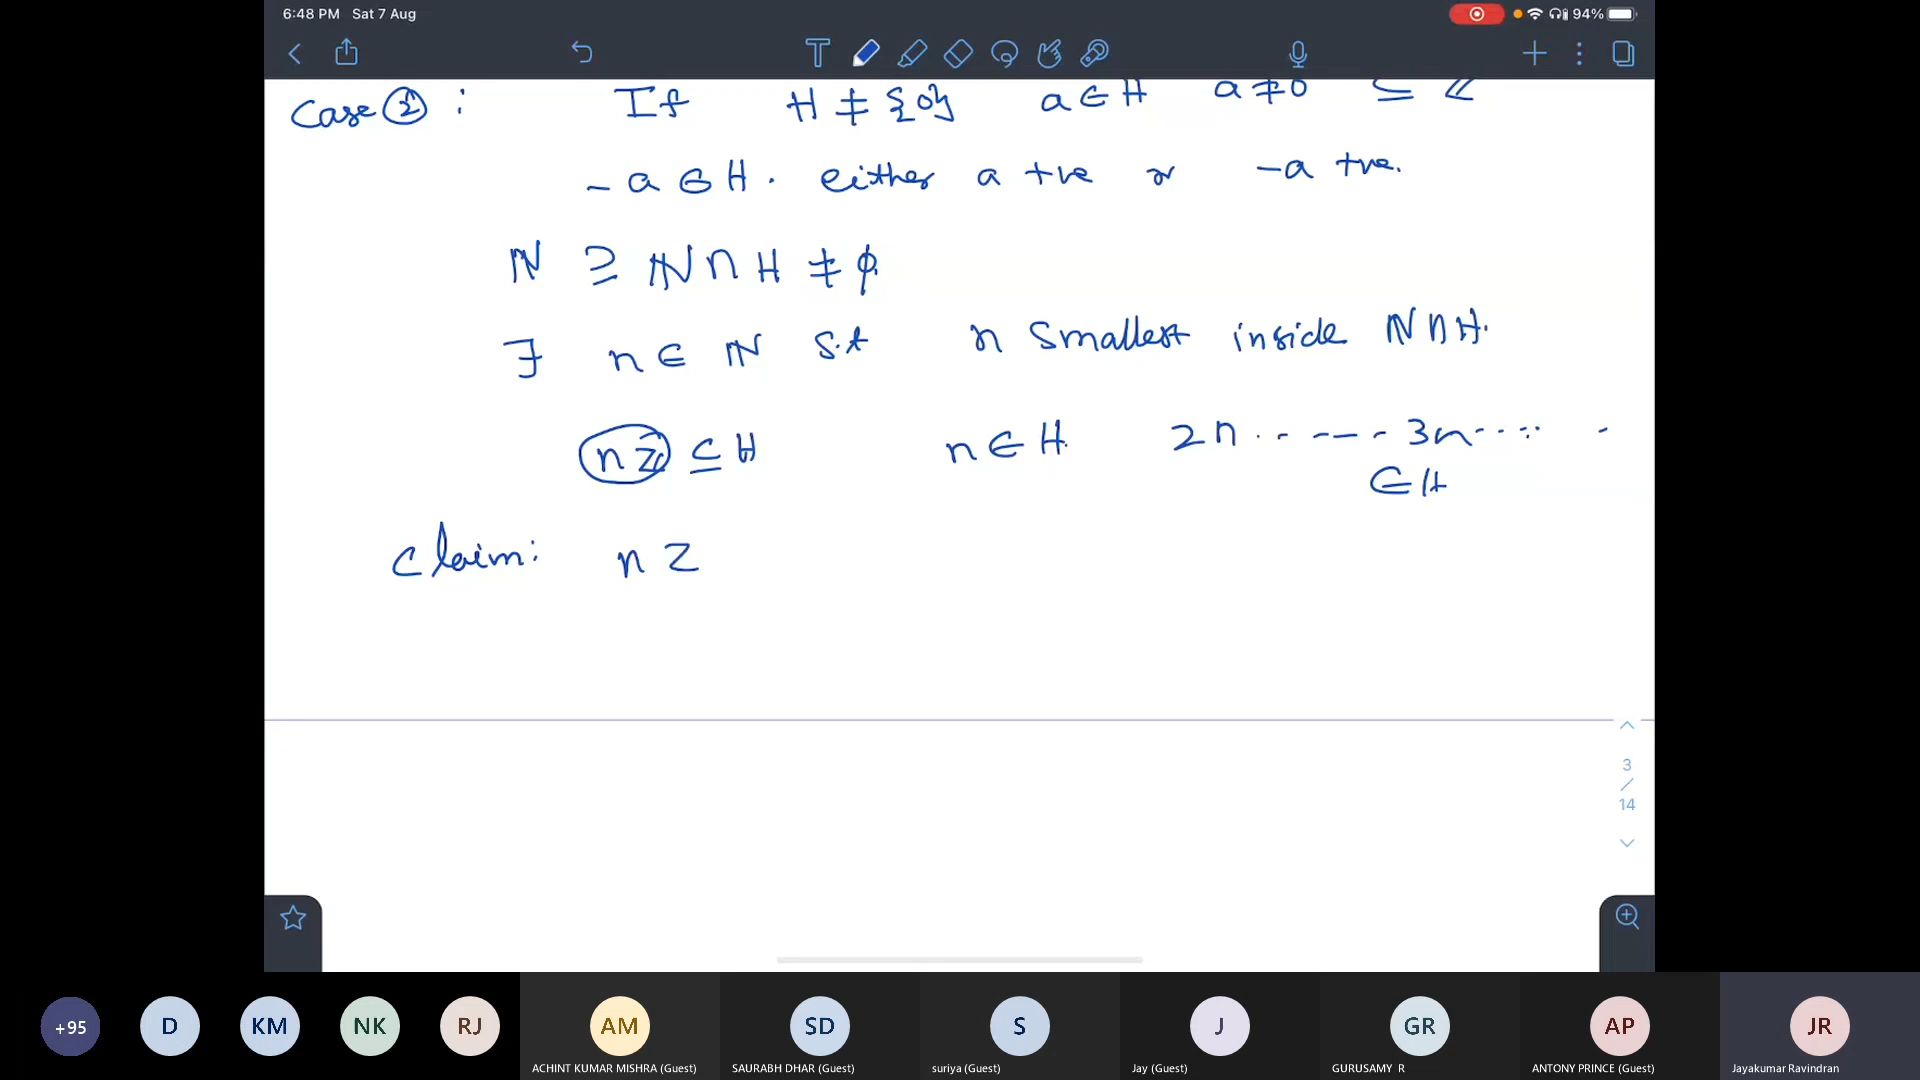 6:48 PM Sat 7 Aug 94%
Case ② : If H ≠ {0} a ∈ H a ≠ 0 ⊆ ℤ
- a ∈ H. either a +ve or -a +ve.
ℕ ⊇ ℕ ∩ H ≠ ϕ
∃ n ∈ ℕ s.t n smallest inside ℕ ∩ H.
nℤ ⊆ H n ∈ H. 2n ........ 3n ........
∈ H
Claim: n Z
3
/
14
+95 D KM NK RJ AM SD S J GR AP JR
ACHINT KUMAR MISHRA (Guest) SAURABH DHAR (Guest) suriya (Guest) Jay (Guest) GURUSAMY R ANTONY PRINCE (Guest) Jayakumar Ravindran